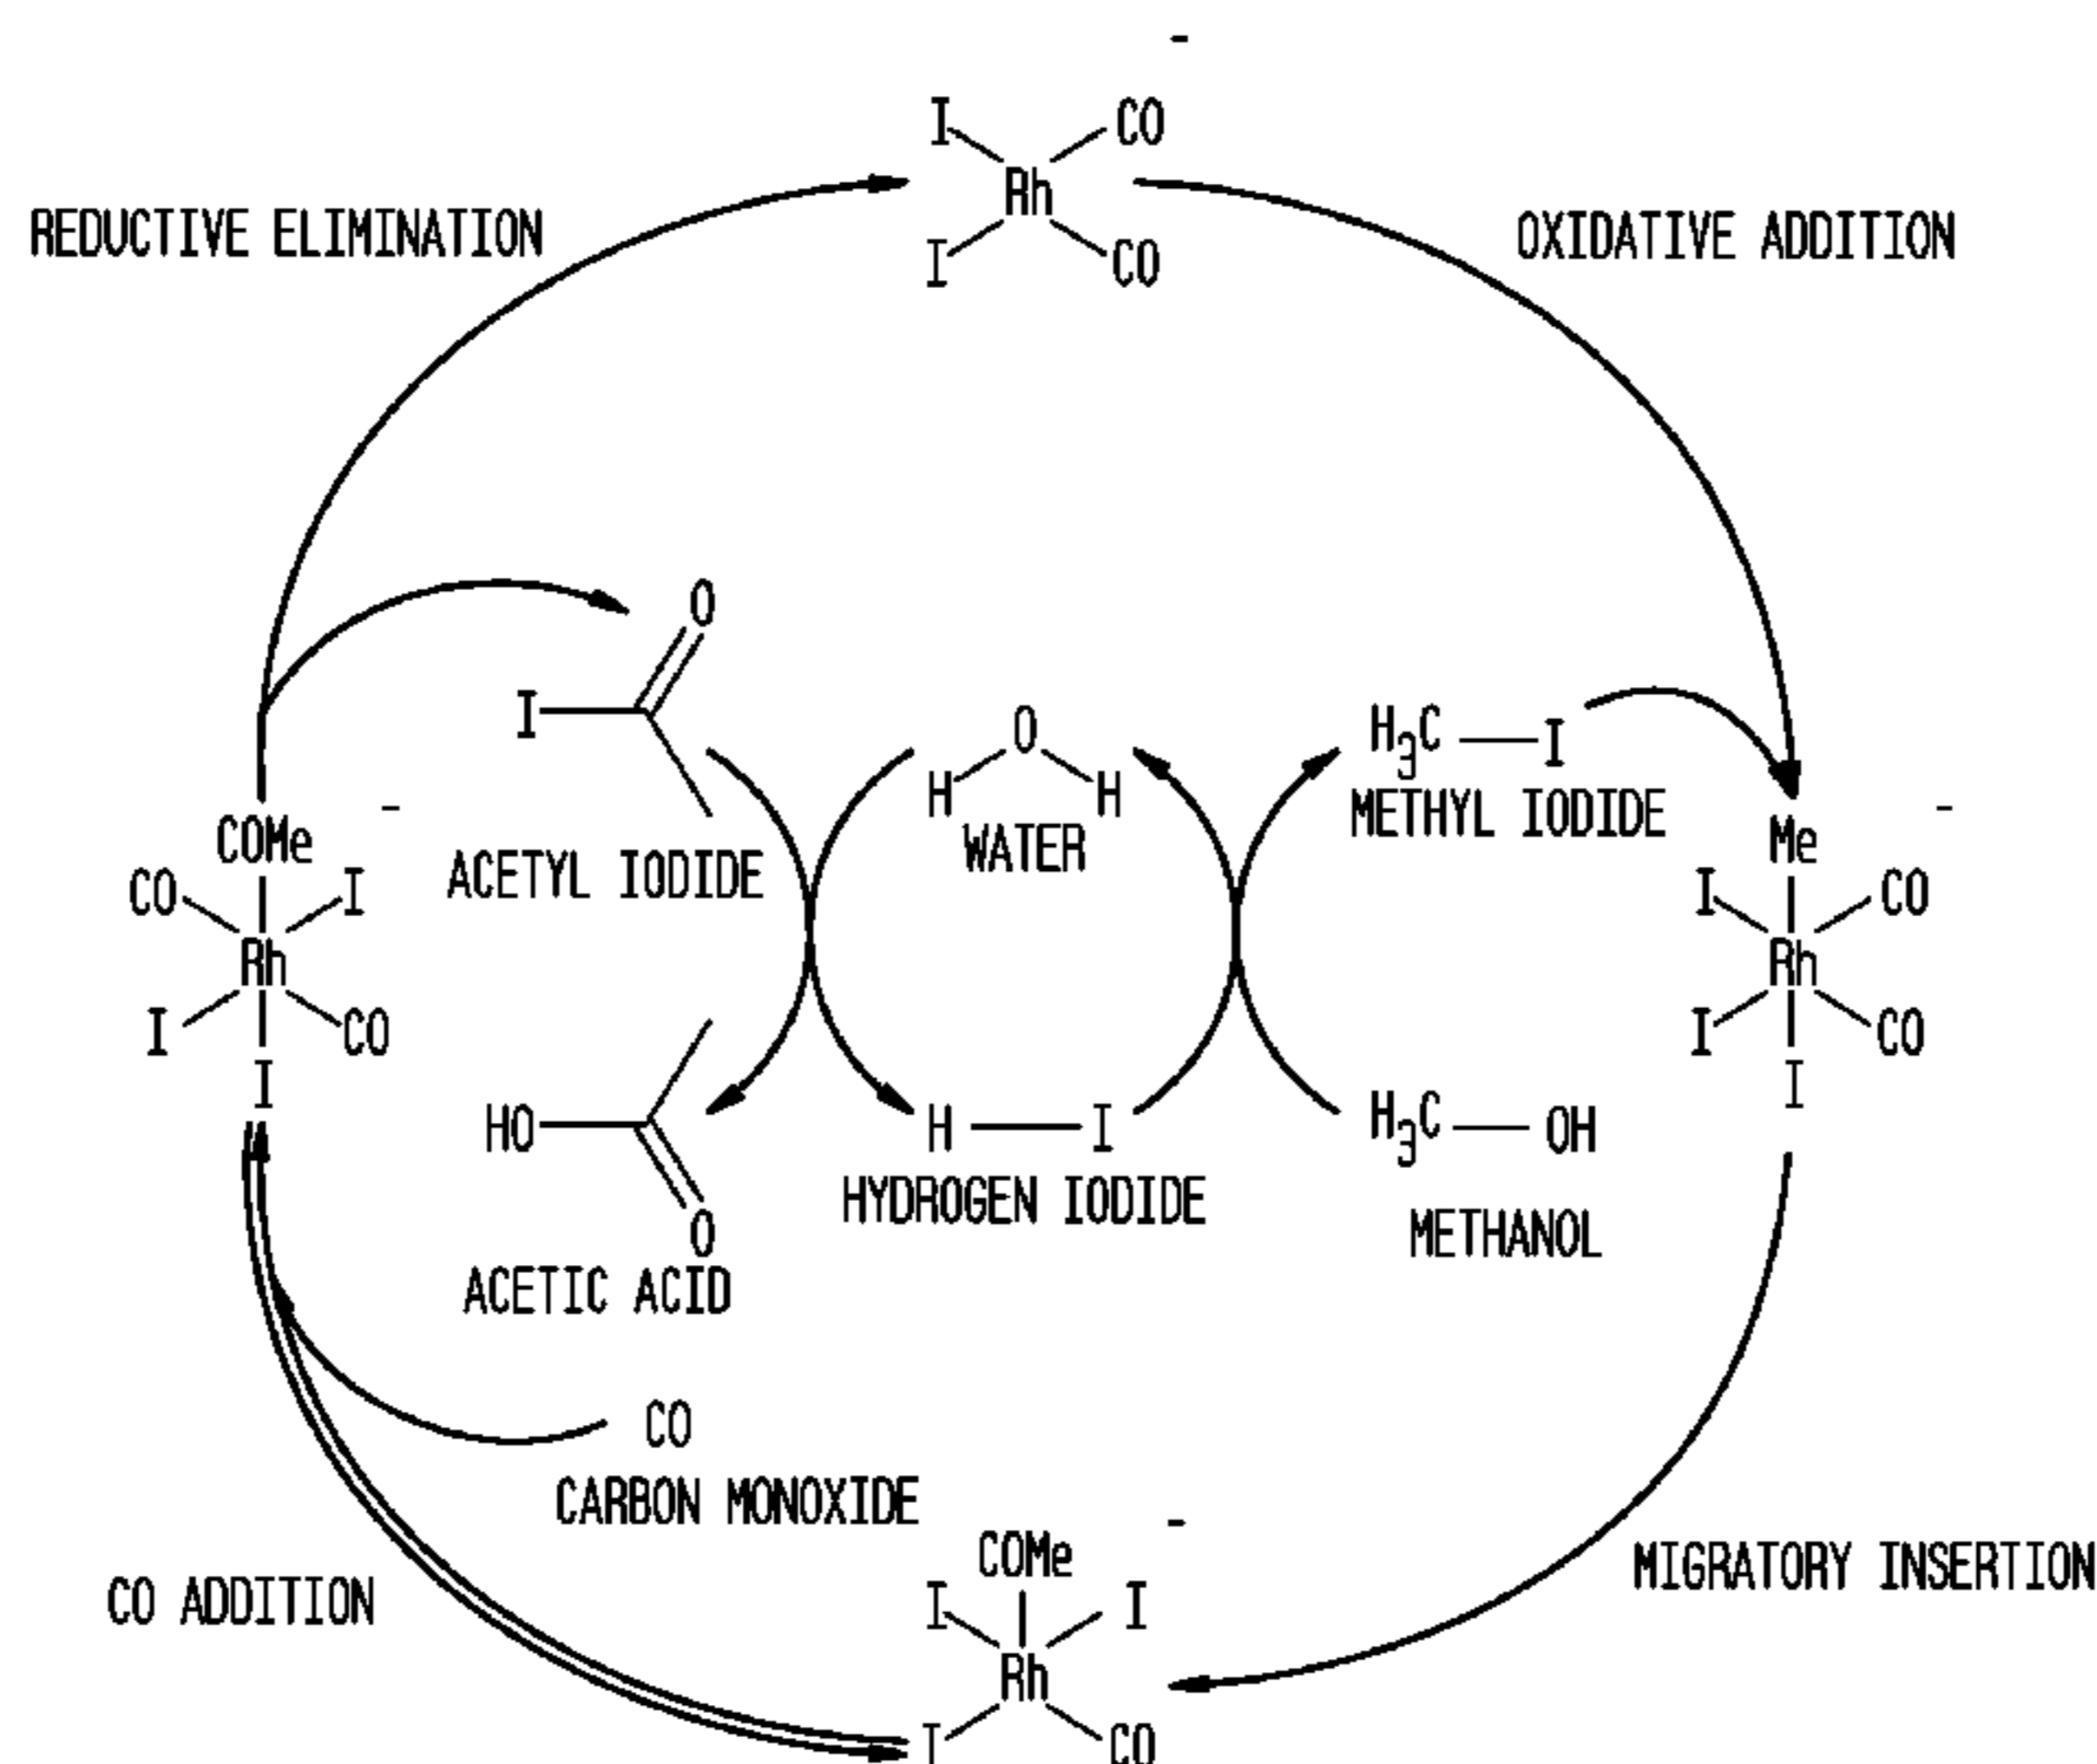 -
I CO
Rh
I CO
REDUCTIVE ELIMINATION
OXIDATIVE ADDITION
O
I
ACETYL IODIDE
O
H H
WATER
H3C I
METHYL IODIDE
COMe -
CO I
Rh
I CO
I
Me -
I CO
Rh
I CO
I
HO
O
ACETIC ACID
H I
HYDROGEN IODIDE
H3C OH
METHANOL
CO
CARBON MONOXIDE
CO ADDITION
MIGRATORY INSERTION
COMe -
I I
Rh
I CO